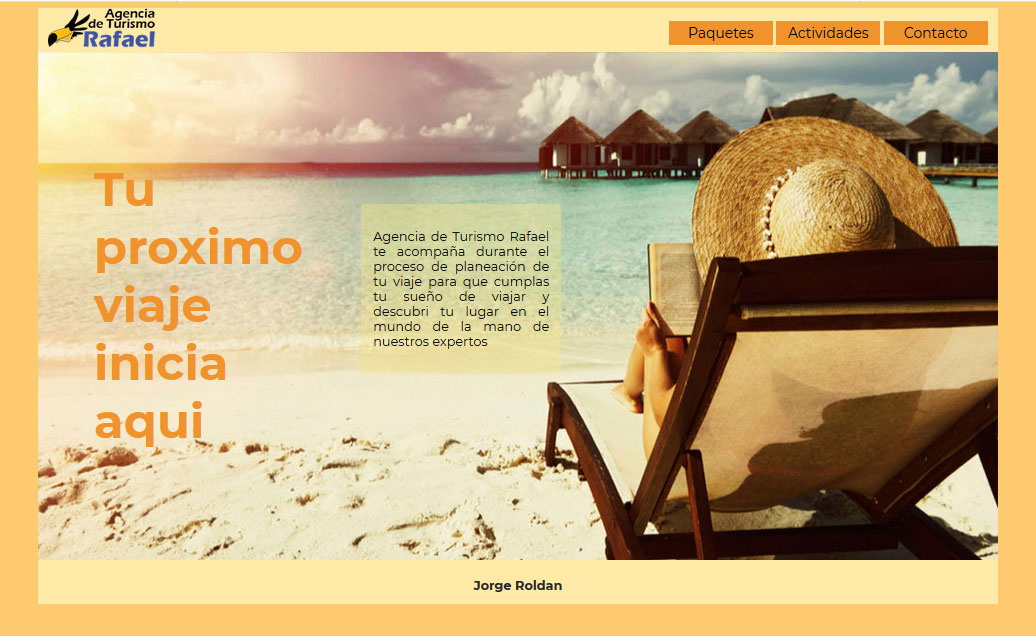 Agencia
de Turismo
Rafael
Paquetes
Actividades
Contacto
Tu
proximo
viaje
inicia
aqui
Agencia de Turismo Rafael
te acompaña durante el
proceso de planeación de
tu viaje para que cumplas
tu sueño de viajar y
descubri tu lugar en el
mundo de la mano de
nuestros expertos
Jorge Roldan